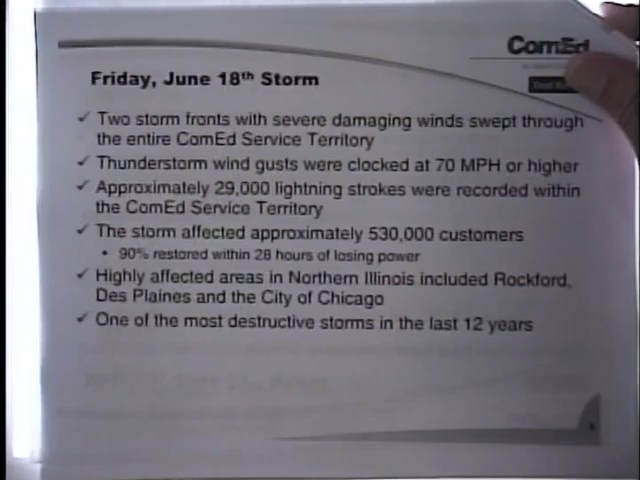 ComEd
Friday, June 18th Storm
✓ Two storm fronts with severe damaging winds swept through
the entire ComEd Service Territory
✓ Thunderstorm wind gusts were clocked at 70 MPH or higher
✓ Approximately 29,000 lightning strokes were recorded within
the ComEd Service Territory
✓ The storm affected approximately 530,000 customers
• 90% restored within 28 hours of losing power
✓ Highly affected areas in Northern Illinois included Rockford,
Des Plaines and the City of Chicago
✓ One of the most destructive storms in the last 12 years